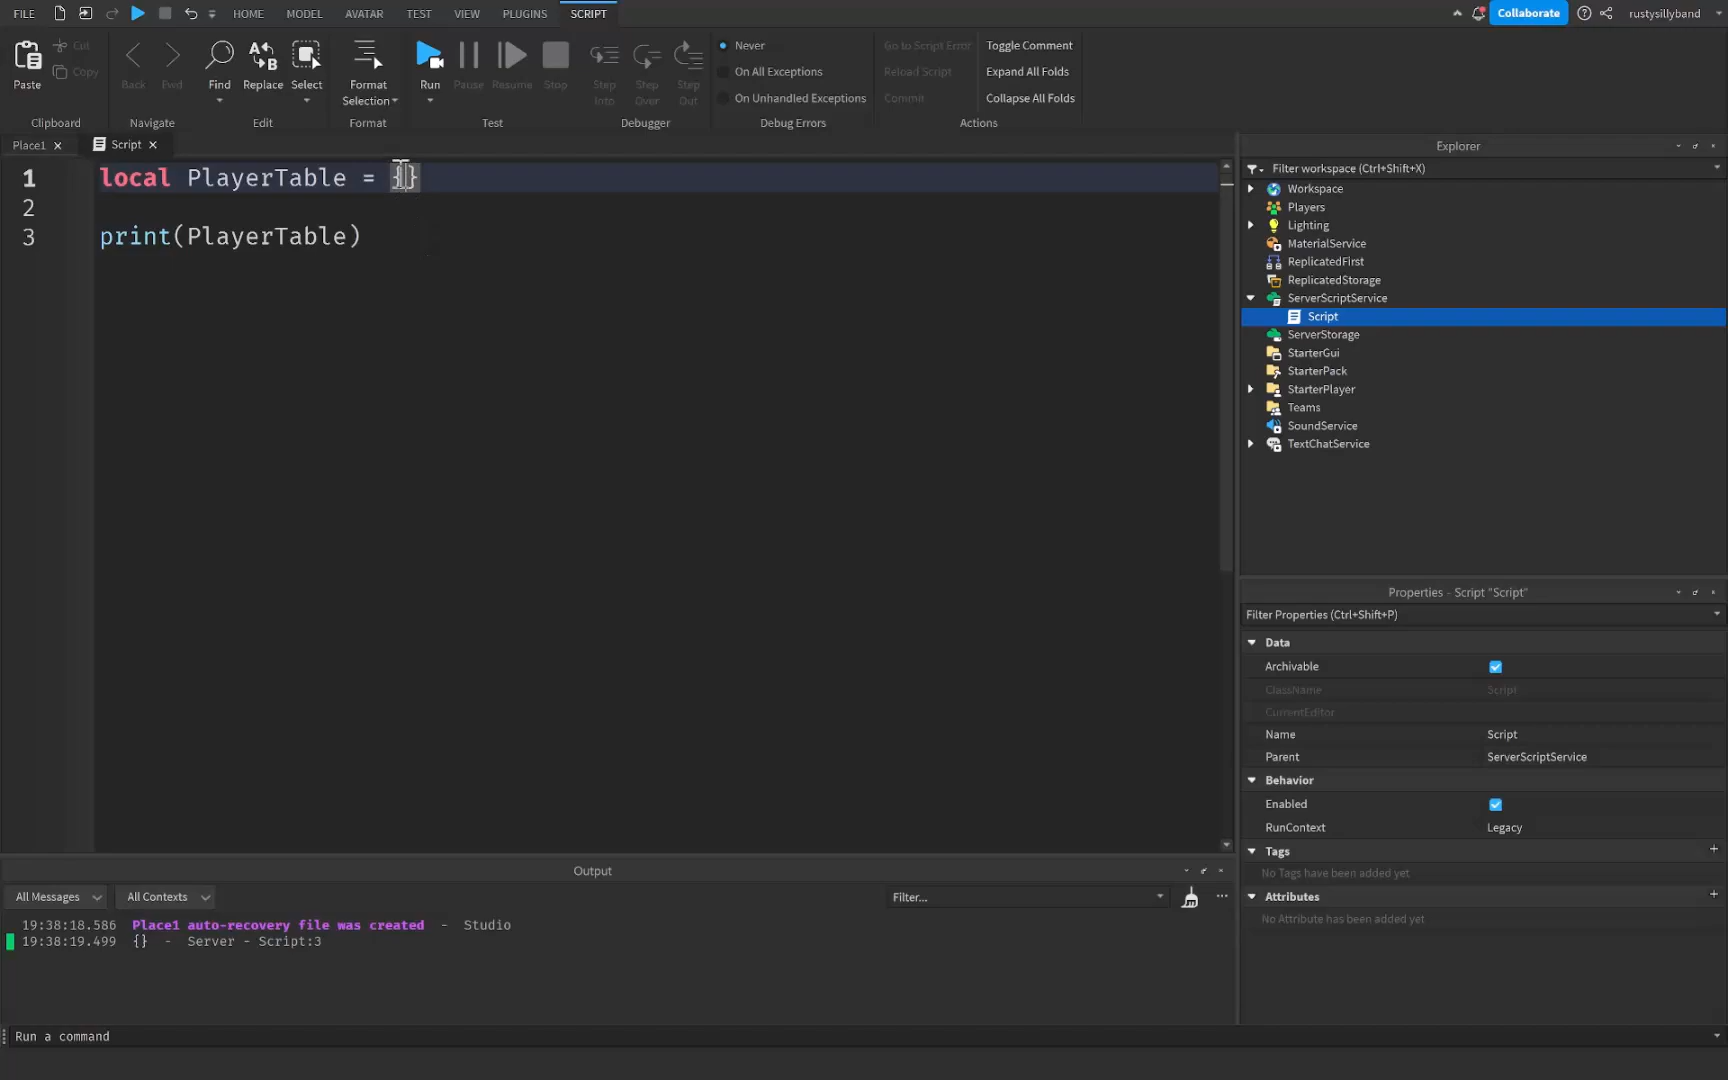 FILE HOME MODEL AVATAR TEST VIEW PLUGINS SCRIPT Collaborate rustysillyband
Paste Cut Copy Back Fwd Find Replace Select Format Selection Run Pause Resume Stop Step Into Step Over Step Out
Never
On All Exceptions
On Unhandled Exceptions
Go to Script Error
Reload Script
Commit
Toggle Comment
Expand All Folds
Collapse All Folds
Clipboard Navigate Edit Format Test Debugger Debug Errors Actions
Place1 Script
1 local PlayerTable = {}
2
3 print(PlayerTable)
Explorer
Filter workspace (Ctrl+Shift+X)
Workspace
Players
Lighting
MaterialService
ReplicatedFirst
ReplicatedStorage
ServerScriptService
Script
ServerStorage
StarterGui
StarterPack
StarterPlayer
Teams
SoundService
TextChatService
Properties - Script "Script"
Filter Properties (Ctrl+Shift+P)
Data
Archivable
ClassName Script
CurrentEditor
Name Script
Parent ServerScriptService
Behavior
Enabled
RunContext Legacy
Tags +
No Tags have been added yet
Attributes +
No Attribute has been added yet
Output
All Messages All Contexts Filter...
19:38:18.586 Place1 auto-recovery file was created - Studio
19:38:19.499 {} - Server - Script:3
Run a command